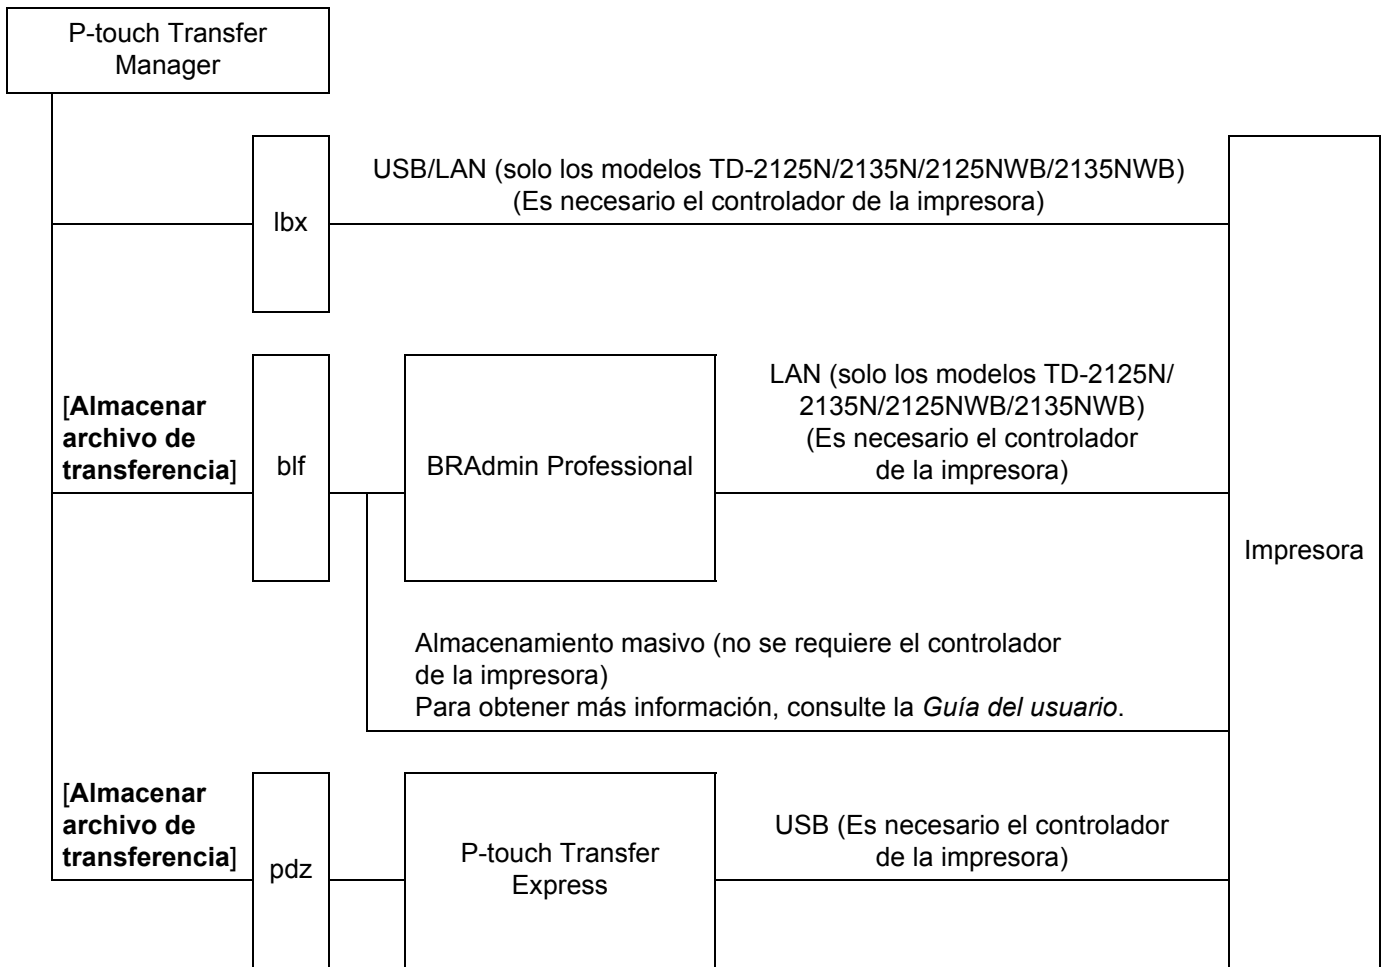 P-touch Transfer
Manager
USB/LAN (solo los modelos TD-2125N/2135N/2125NWB/2135NWB)
(Es necesario el controlador de la impresora)
lbx
LAN (solo los modelos TD-2125N/
2135N/2125NWB/2135NWB)
(Es necesario el controlador
de la impresora)
[Almacenar
archivo de
transferencia]
blf
BRAdmin Professional
Impresora
Almacenamiento masivo (no se requiere el controlador
de la impresora)
Para obtener más información, consulte la Guía del usuario.
[Almacenar
archivo de
transferencia]
pdz
P-touch Transfer
Express
USB (Es necesario el controlador
de la impresora)